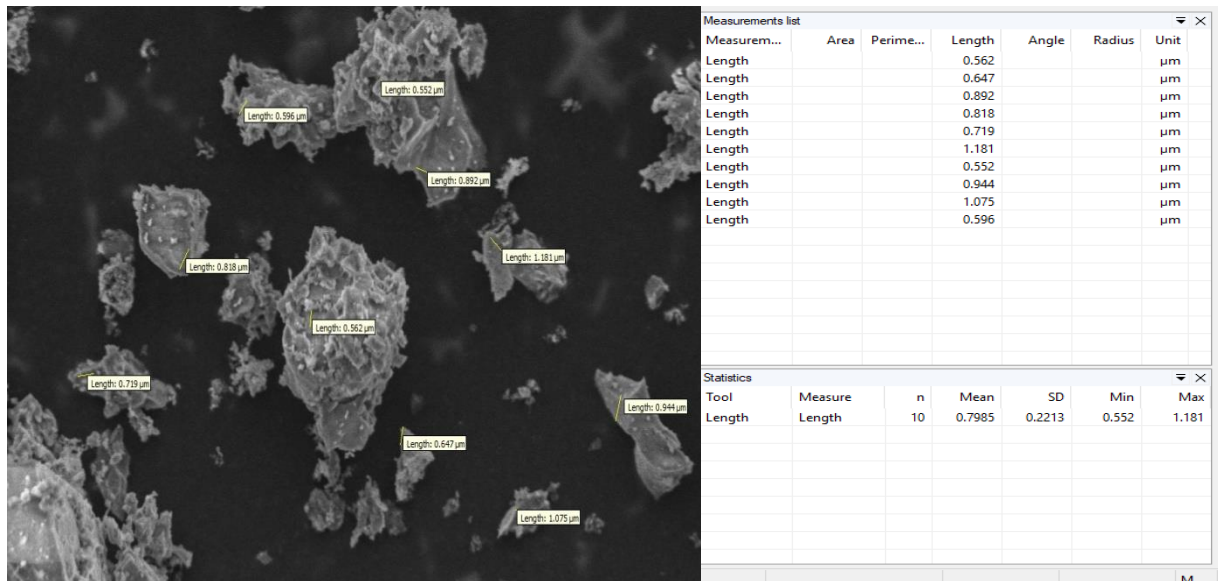 Length: 0.552 µm
Length: 0.596 µm
Length: 0.892 µm
Length: 1.181 µm
Length: 0.818 µm
Length: 0.562 µm
Length: 0.719 µm
Length: 0.944 µm
Length: 0.647 µm
Length: 1.075 µm
Measurements list
Measurem... Area Perime... Length Angle Radius Unit
Length 0.562 µm
Length 0.647 µm
Length 0.892 µm
Length 0.818 µm
Length 0.719 µm
Length 1.181 µm
Length 0.552 µm
Length 0.944 µm
Length 1.075 µm
Length 0.596 µm
Statistics
Tool Measure n Mean SD Min Max
Length Length 10 0.7985 0.2213 0.552 1.181